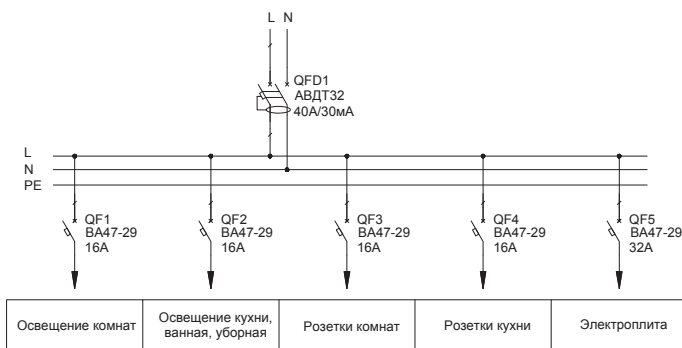 L N
QFD1
АВДТ32
40А/30мА
L
N
PE
QF1
ВА47-29
16А
QF2
ВА47-29
16А
QF3
ВА47-29
16А
QF4
ВА47-29
16А
QF5
ВА47-29
32А
Освещение комнат
Освещение кухни,
ванная, уборная
Розетки комнат
Розетки кухни
Электроплита